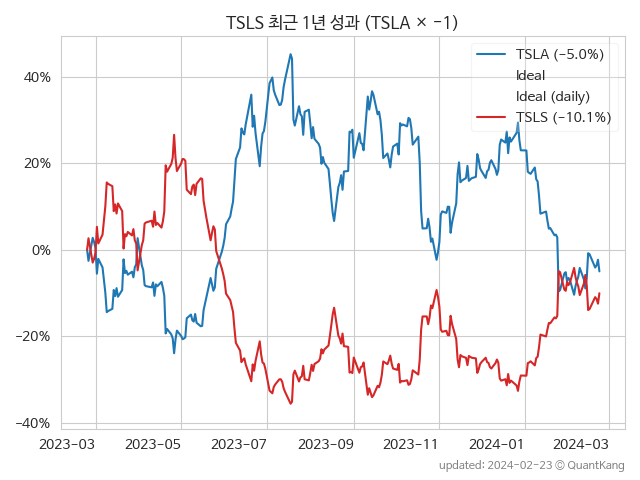 TSLS 최근 1년 성과 (TSLA × −1)
TSLA (−5.0%)
Ideal
Ideal (daily)
TSLS (−10.1%)
40%
20%
0%
−20%
−40%
2023-03 2023-05 2023-07 2023-09 2023-11 2024-01 2024-03
updated: 2024-02-23 © QuantKang